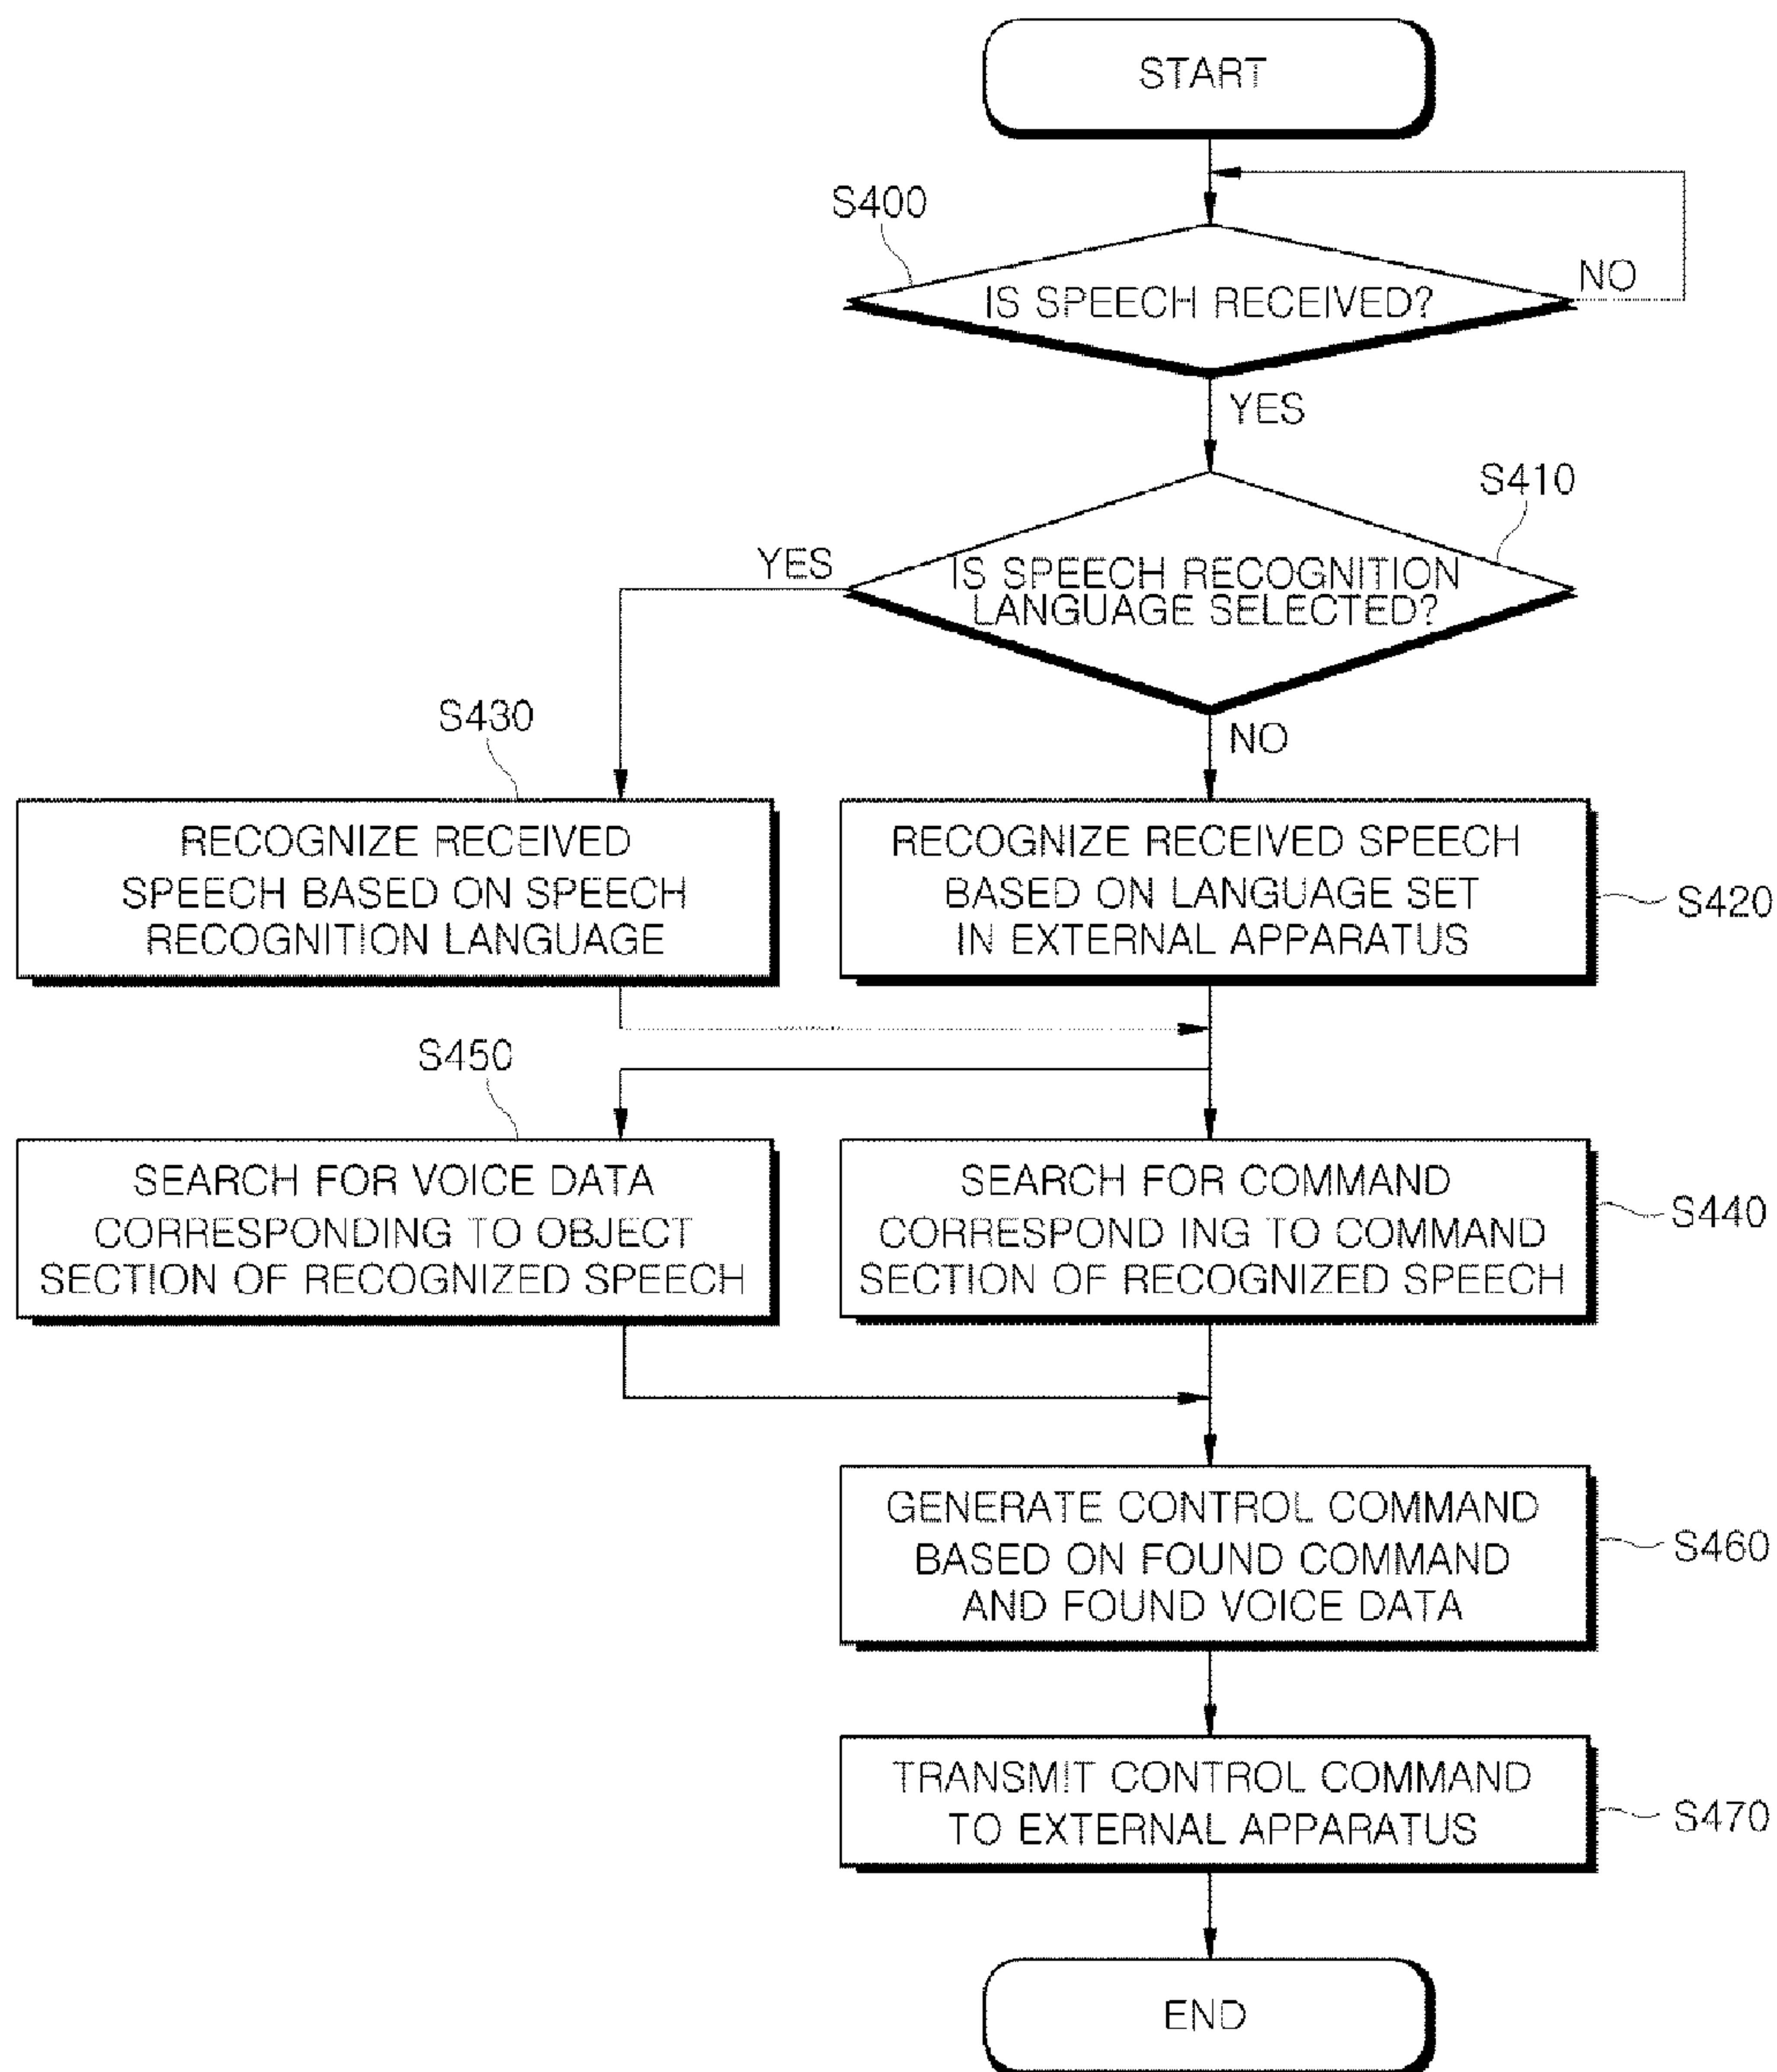 START
S400
IS SPEECH RECEIVED?
NO
YES
S410
YES
IS SPEECH RECOGNITION
LANGUAGE SELECTED?
NO
S430
RECOGNIZE RECEIVED
SPEECH BASED ON SPEECH
RECOGNITION LANGUAGE
RECOGNIZE RECEIVED SPEECH
BASED ON LANGUAGE SET
IN EXTERNAL APPARATUS
S420
S450
SEARCH FOR VOICE DATA
CORRESPONDING TO OBJECT
SECTION OF RECOGNIZED SPEECH
SEARCH FOR COMMAND
CORRESPOND ING TO COMMAND
SECTION OF RECOGNIZED SPEECH
S440
GENERATE CONTROL COMMAND
BASED ON FOUND COMMAND
AND FOUND VOICE DATA
S460
TRANSMIT CONTROL COMMAND
TO EXTERNAL APPARATUS
S470
END